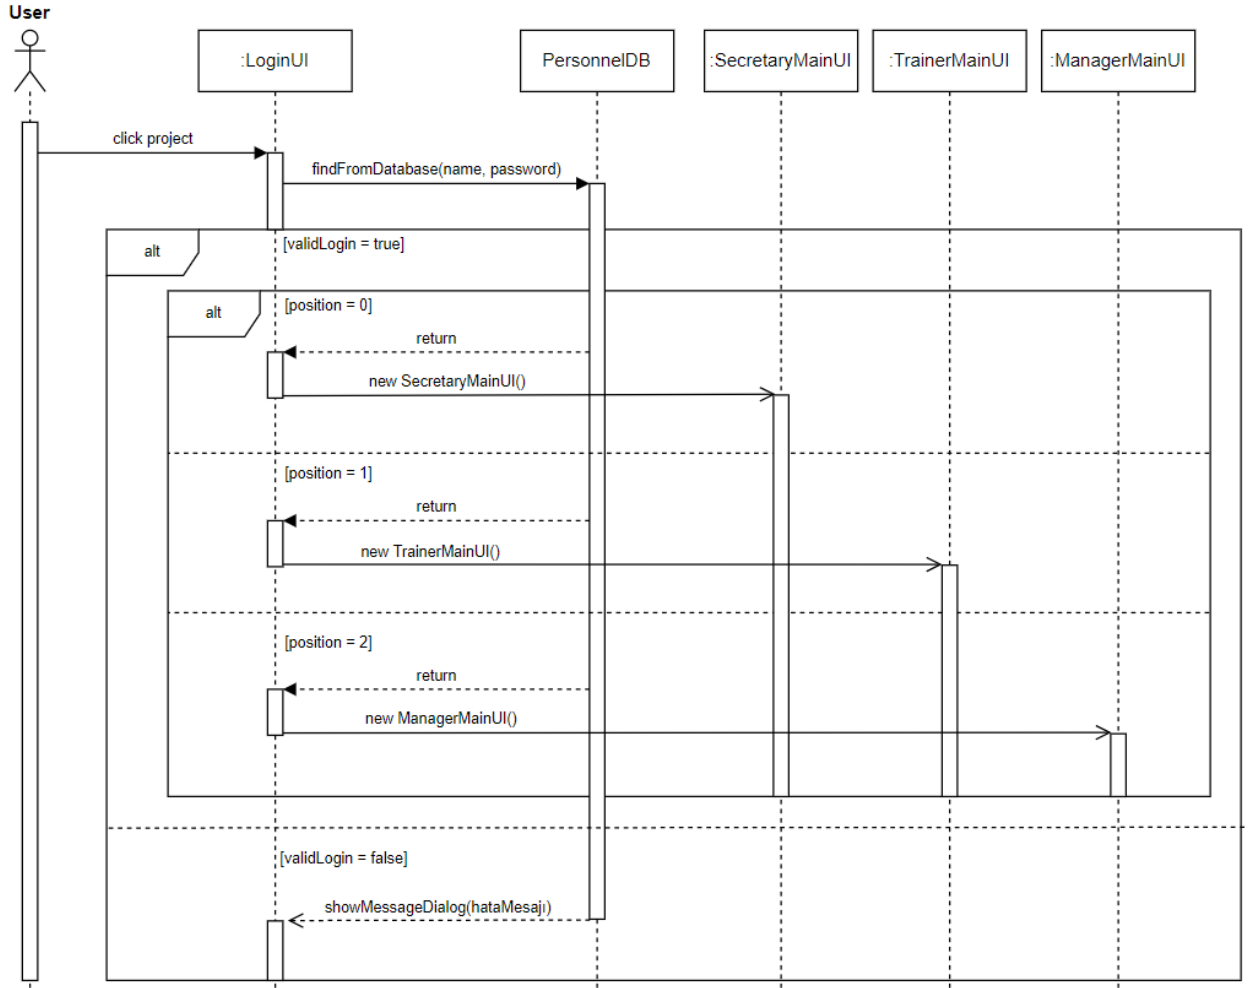 User
:LoginUI
PersonnelDB
:SecretaryMainUI
:TrainerMainUI
:ManagerMainUI
click project
findFromDatabase(name, password)
alt
[validLogin = true]
alt
[position = 0]
return
new SecretaryMainUI()
[position = 1]
return
new TrainerMainUI()
[position = 2]
return
new ManagerMainUI()
[validLogin = false]
showMessageDialog(hataMesajı)